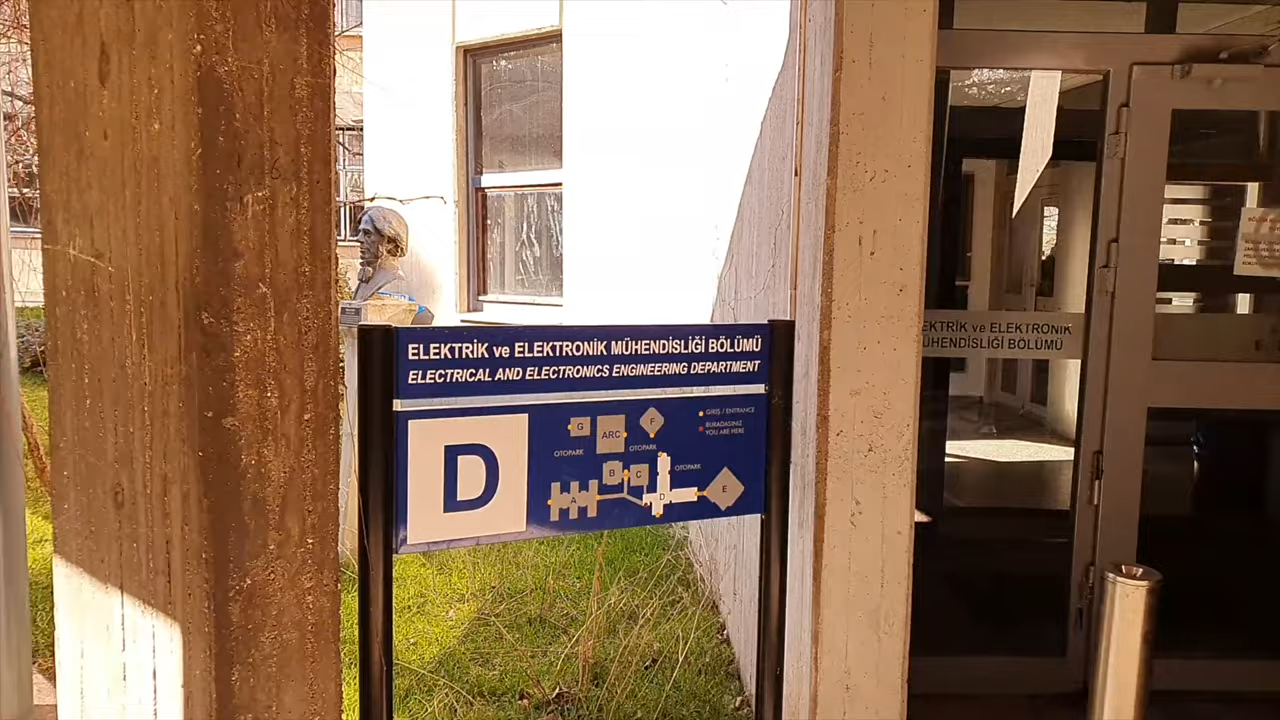 ELEKTRİK ve ELEKTRONİK MÜHENDİSLİĞİ BÖLÜMÜ
ELECTRICAL AND ELECTRONICS ENGINEERING DEPARTMENT
D
G
ARC
F
GİRİŞ / ENTRANCE
BURADASINIZ
YOU ARE HERE
OTOPARK
OTOPARK
OTOPARK
A
B
C
D
E
EKTRİK ve ELEKTRONİK
ÜHENDİSLİĞİ BÖLÜMÜ